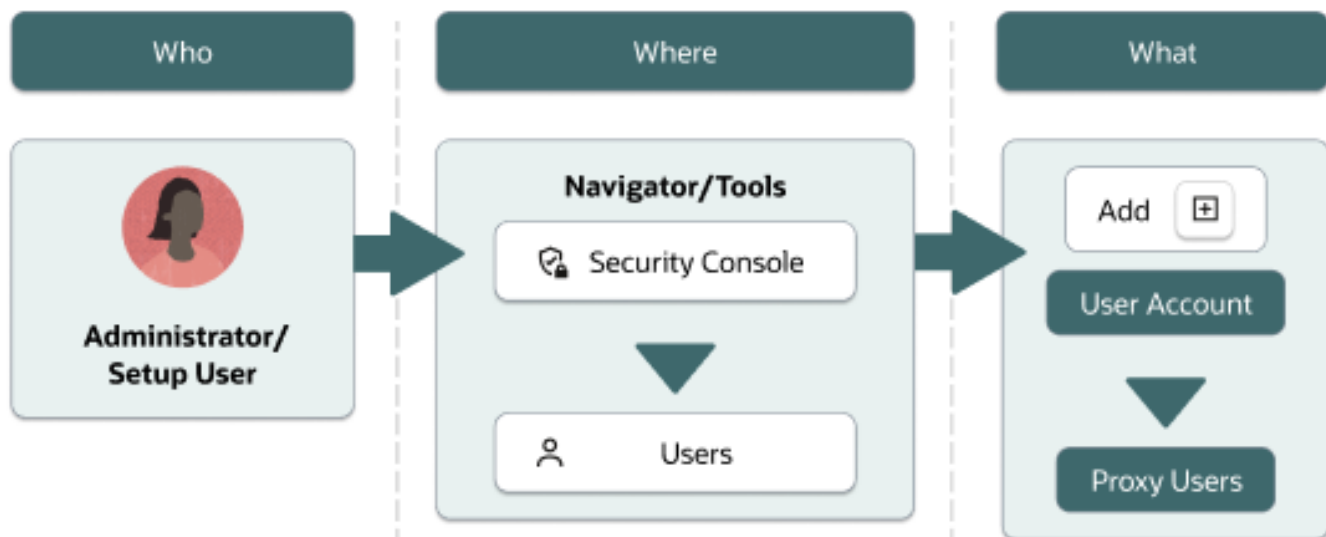 Who
Where
What
Administrator/
Setup User
Navigator/Tools
Security Console
Users
Add
User Account
Proxy Users